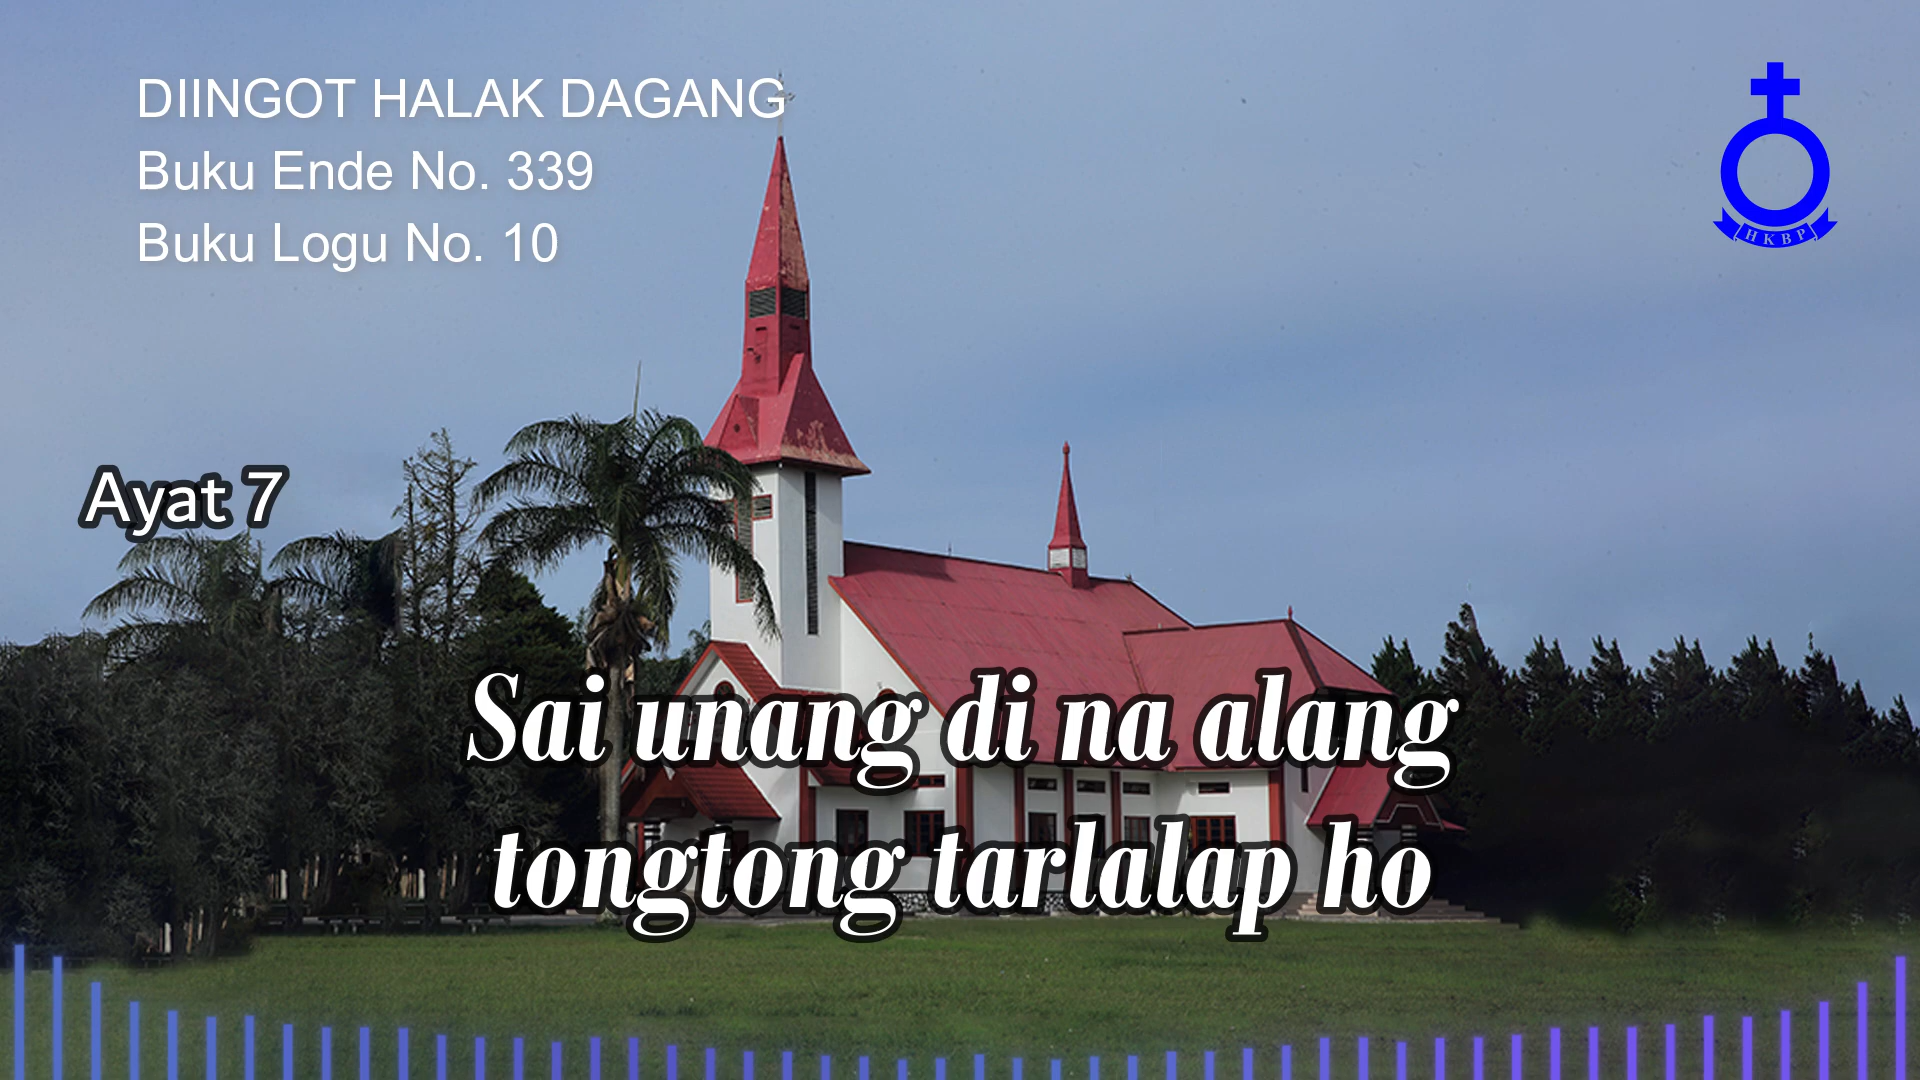 DIINGOT HALAK DAGANG
Buku Ende No. 339
Buku Logu No. 10
HKBP
Ayat 7
Sai unang di na alang
tongtong tarlalap ho